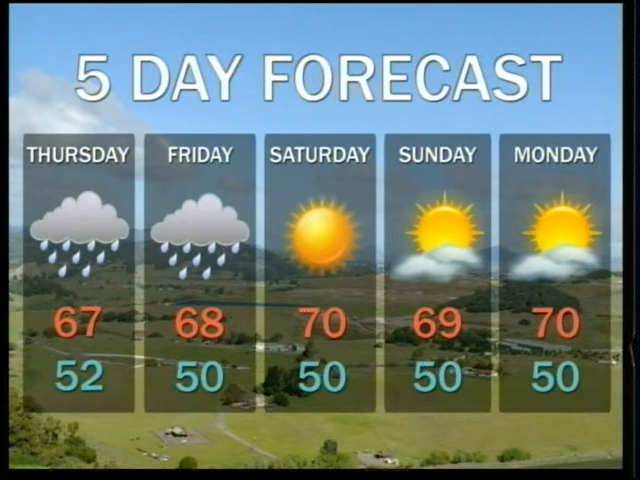 5 DAY FORECAST
THURSDAY FRIDAY SATURDAY SUNDAY MONDAY
67 68 70 69 70
52 50 50 50 50